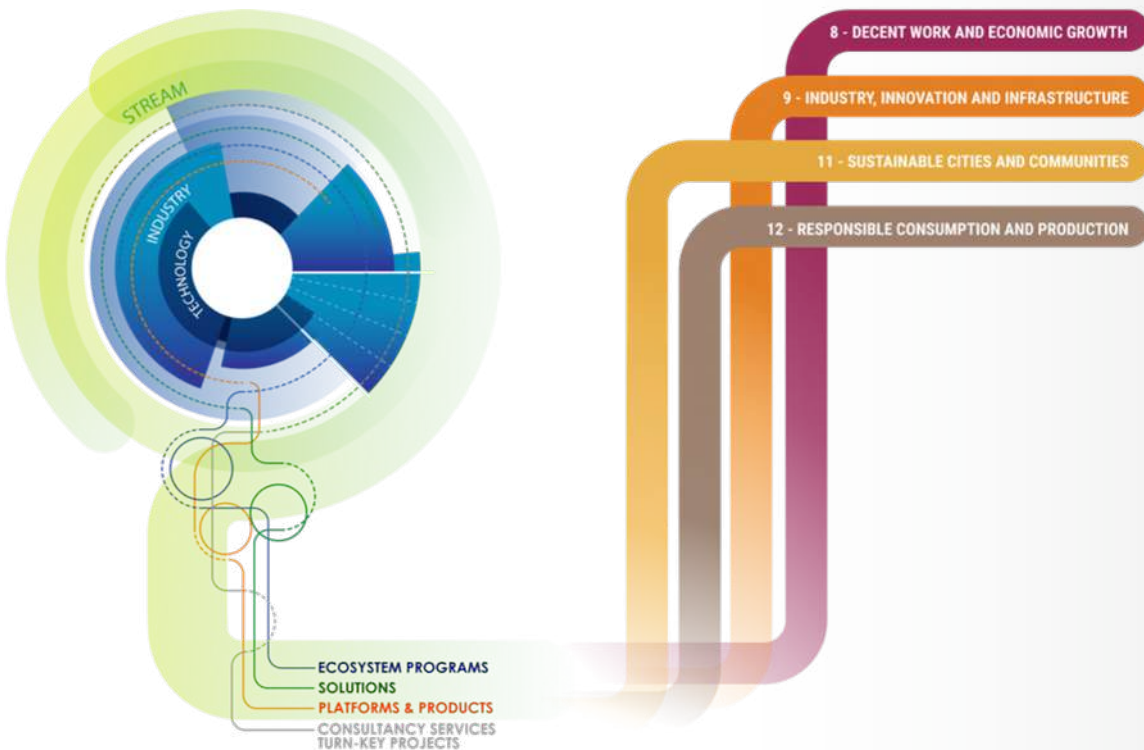 STREAM
INDUSTRY
TECHNOLOGY
8 - DECENT WORK AND ECONOMIC GROWTH
9 - INDUSTRY, INNOVATION AND INFRASTRUCTURE
11 - SUSTAINABLE CITIES AND COMMUNITIES
12 - RESPONSIBLE CONSUMPTION AND PRODUCTION
ECOSYSTEM PROGRAMS
SOLUTIONS
PLATFORMS & PRODUCTS
CONSULTANCY SERVICES
TURN-KEY PROJECTS